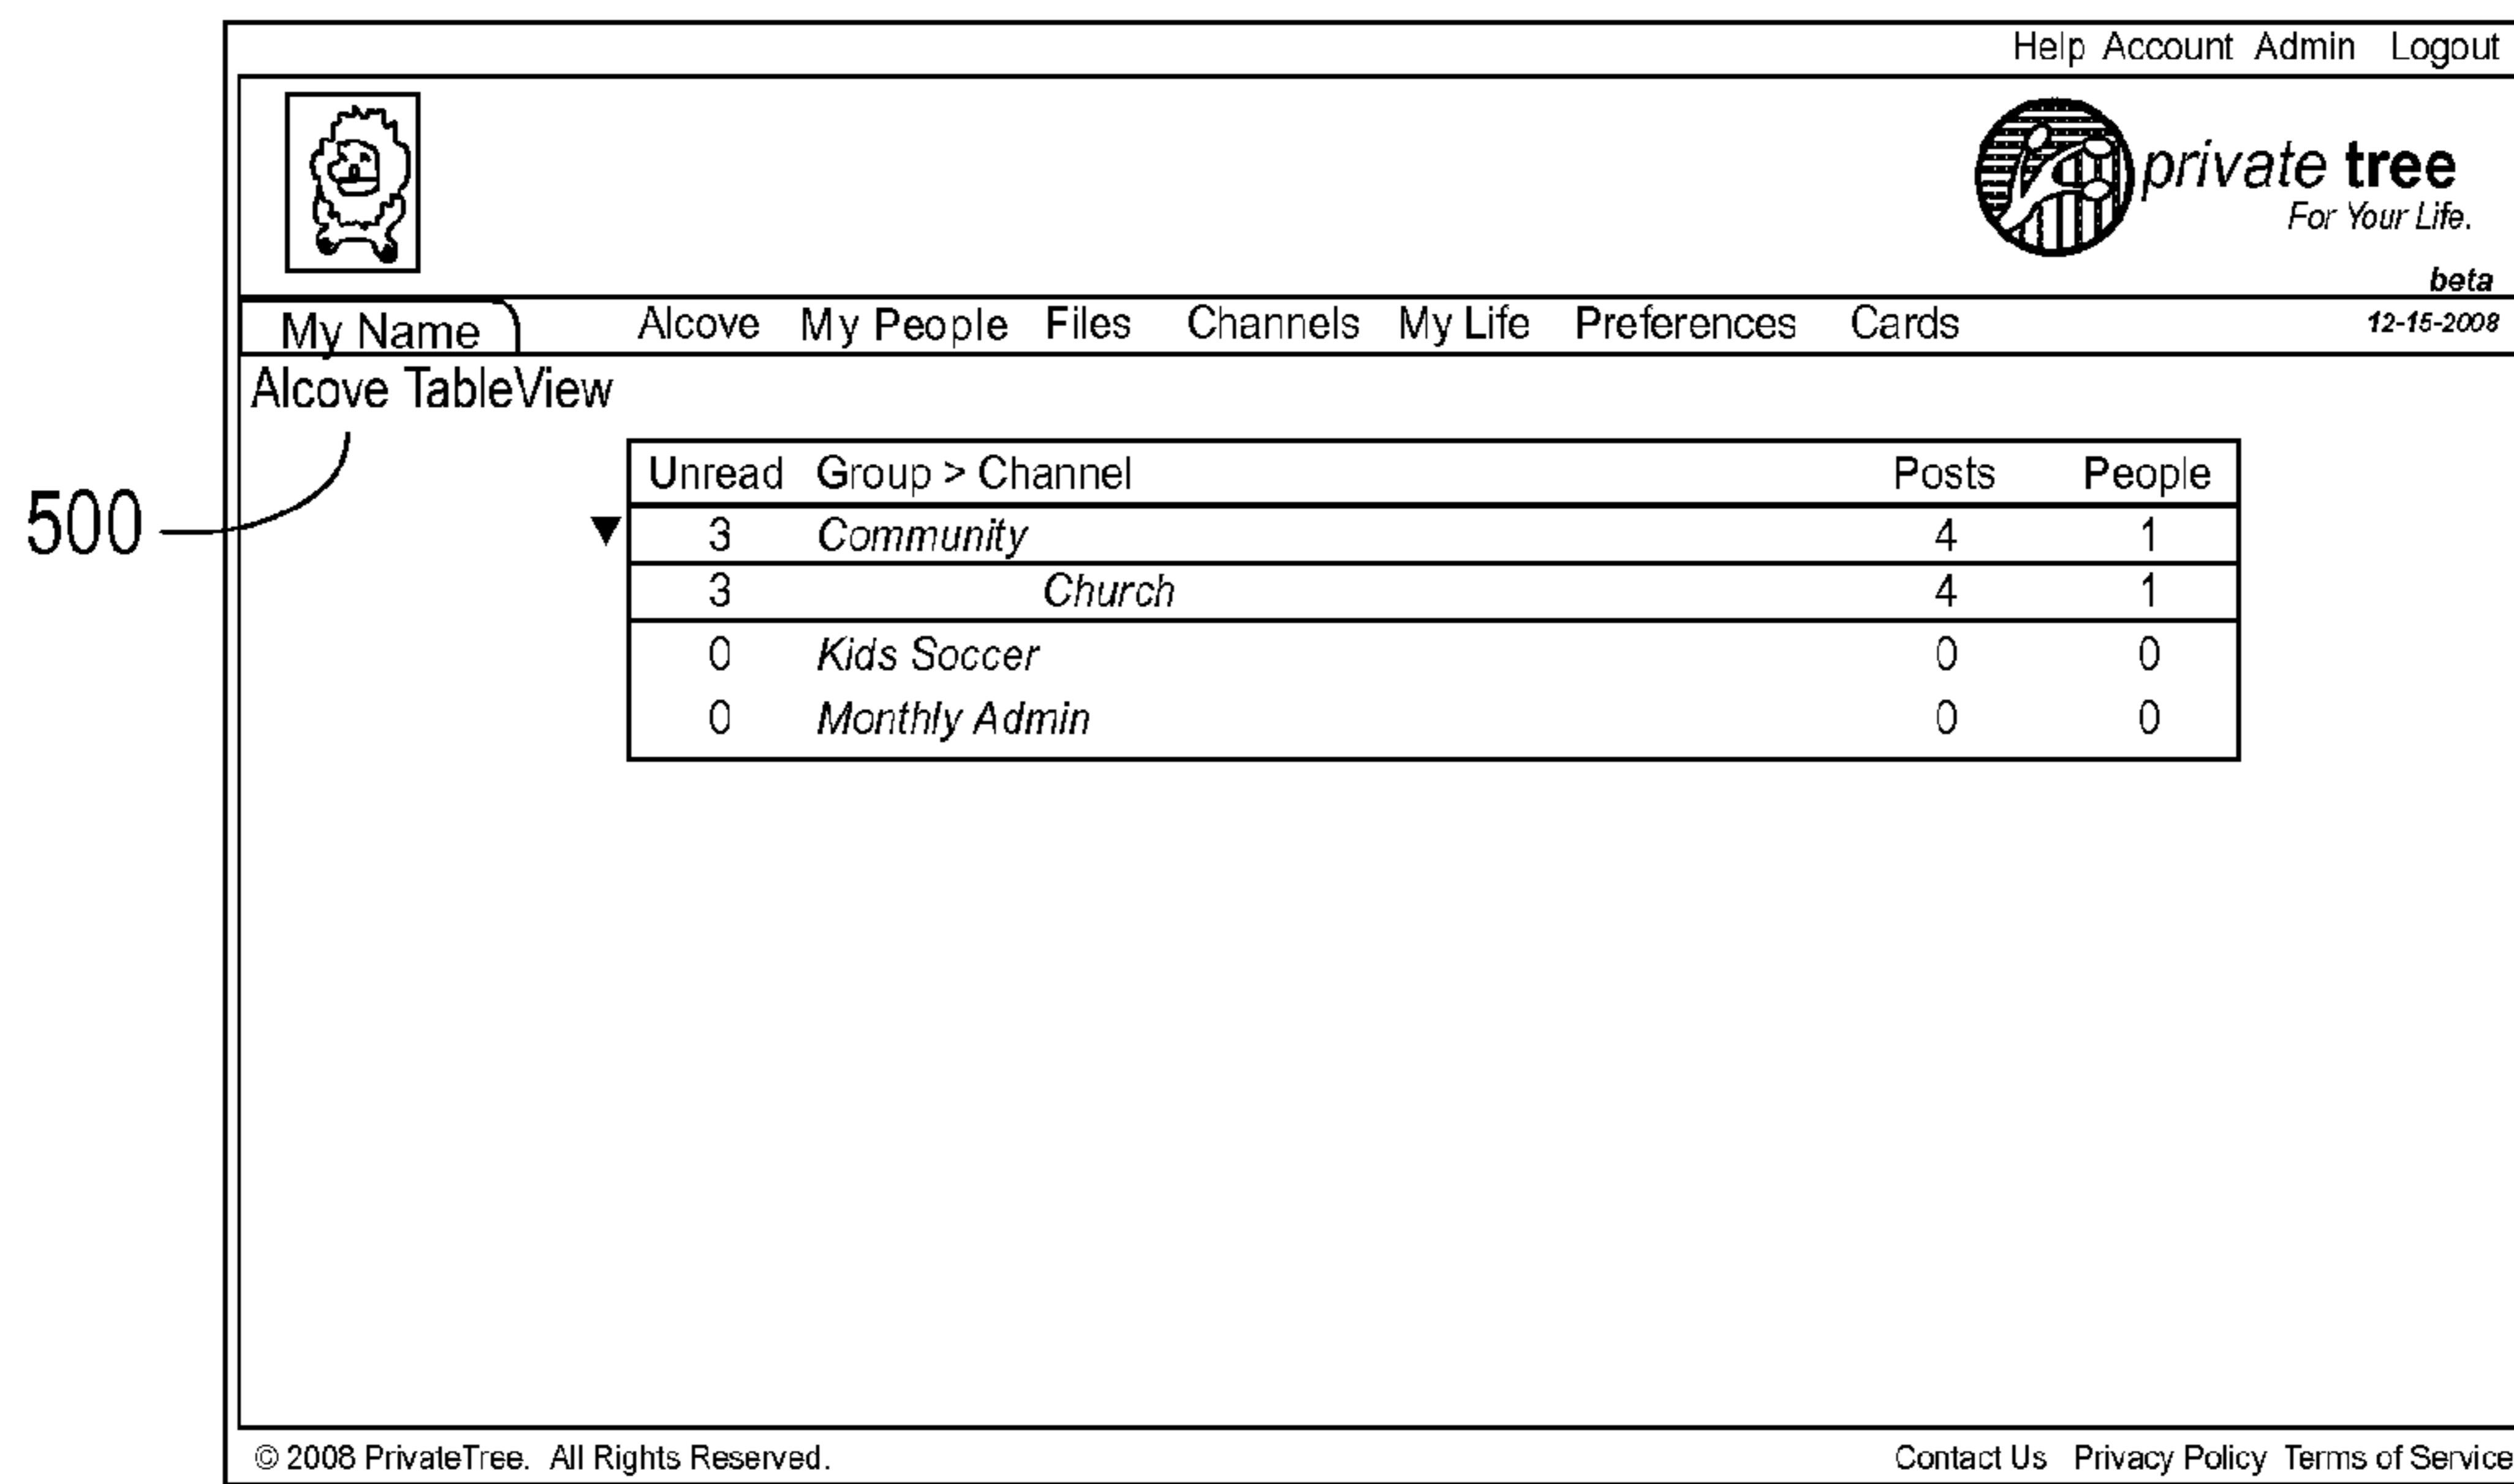 Help Account Admin Logout
private tree
For Your Life.
beta
My Name Alcove My People Files Channels My Life Preferences Cards 12-15-2008
Alcove TableView
500
Unread Group > Channel Posts People
▼ 3 Community 4 1
3 Church 4 1
0 Kids Soccer 0 0
0 Monthly Admin 0 0
© 2008 PrivateTree. All Rights Reserved. Contact Us Privacy Policy Terms of Service